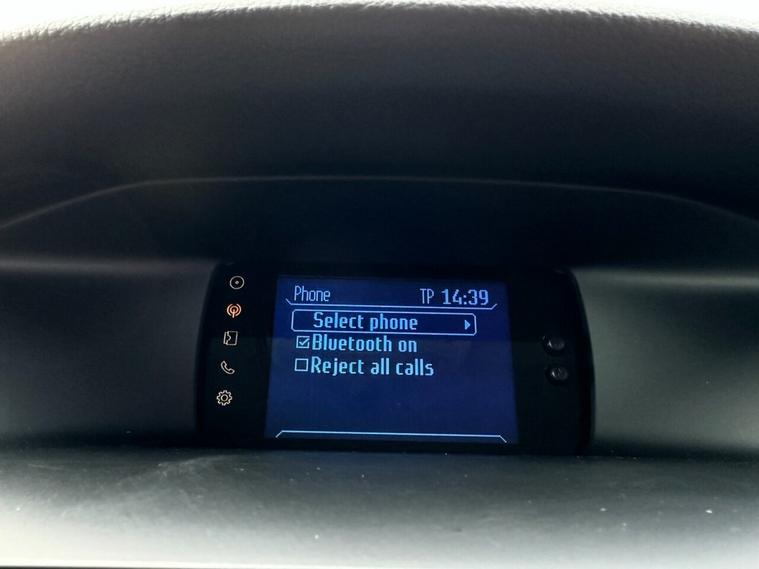 Phone TP 14:39
Select phone
Bluetooth on
Reject all calls